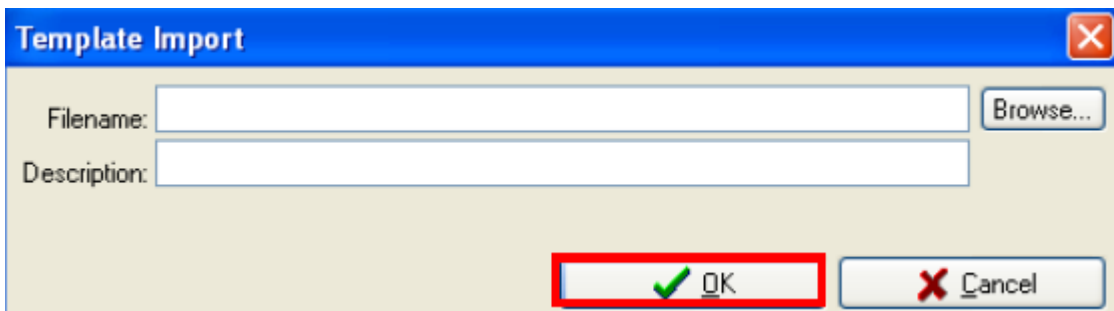 Template Import
Filename:
Browse...
Description:
OK
Cancel